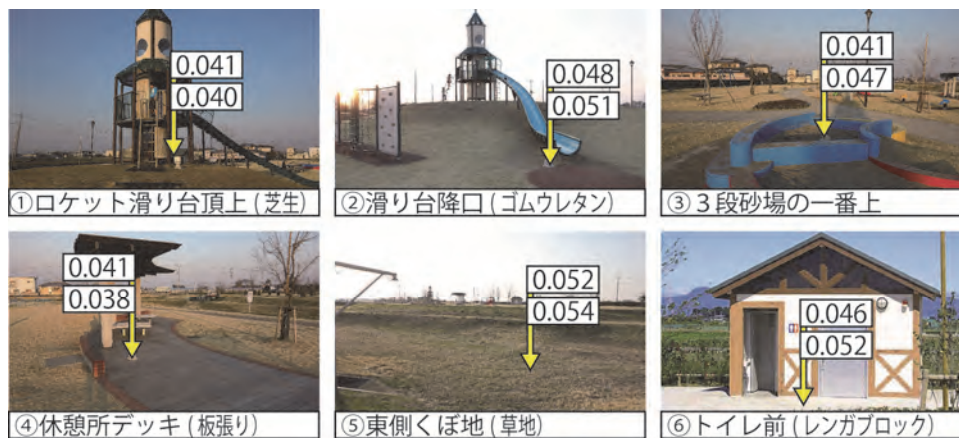 0.041
0.040
①ロケット滑り台頂上(芝生)
0.048
0.051
②滑り台降口(ゴムウレタン)
0.041
0.047
③３段砂場の一番上
0.041
0.038
④休憩所デッキ(板張り)
0.052
0.054
⑤東側くぼ地(草地)
0.046
0.052
⑥トイレ前(レンガブロック)